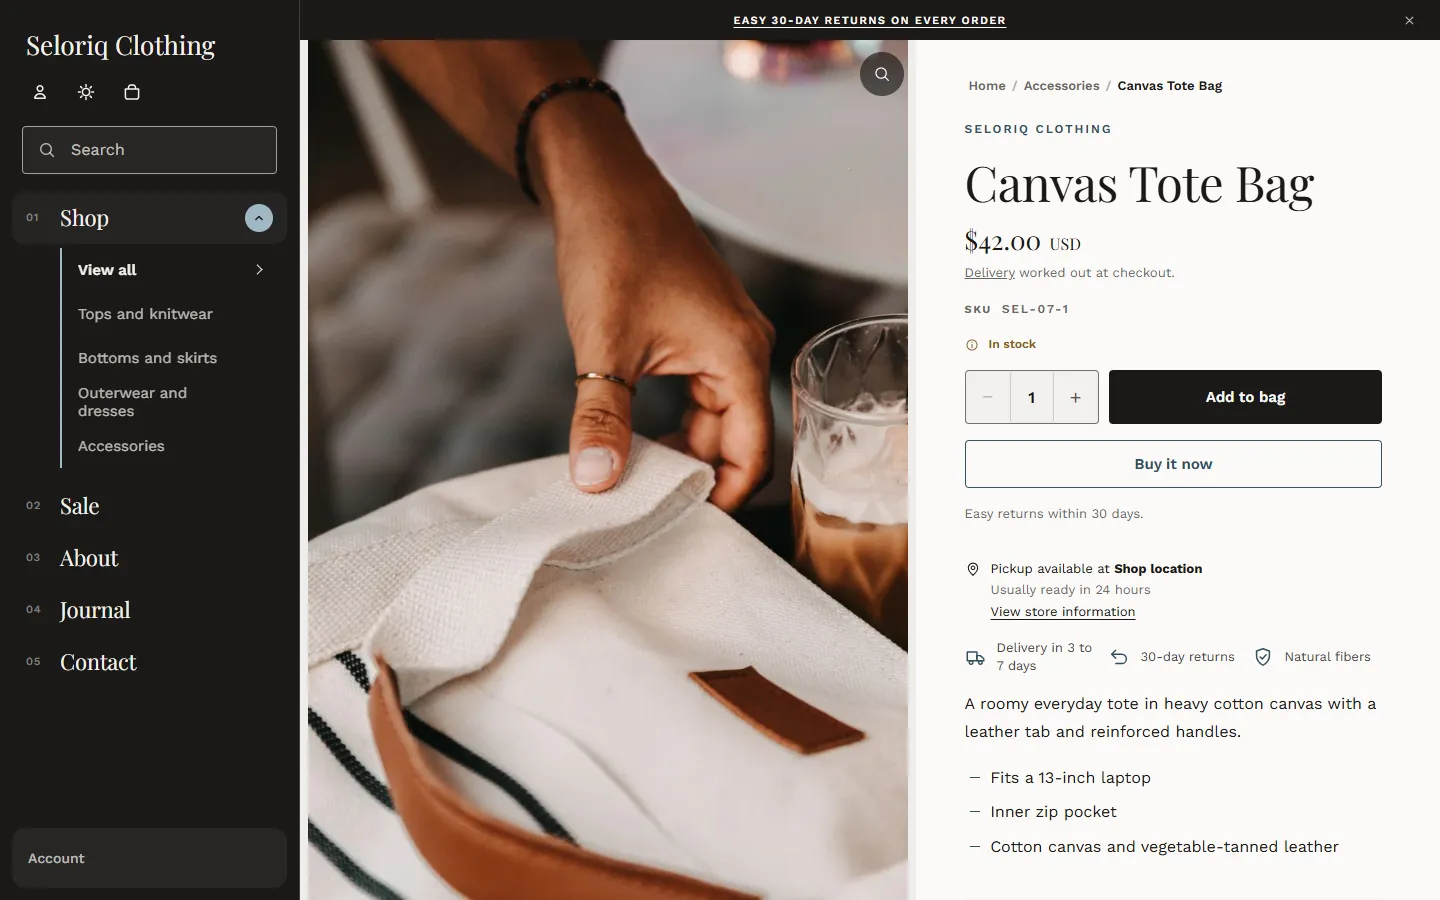 Seloriq Clothing
Search
01 Shop
View all
Tops and knitwear
Bottoms and skirts
Outerwear and
dresses
Accessories
02 Sale
03 About
04 Journal
05 Contact
Account
EASY 30-DAY RETURNS ON EVERY ORDER
Home / Accessories / Canvas Tote Bag
SELORIQ CLOTHING
Canvas Tote Bag
$42.00 USD
Delivery worked out at checkout.
SKU SEL-07-1
In stock
− 1 +
Add to bag
Buy it now
Easy returns within 30 days.
Pickup available at Shop location
Usually ready in 24 hours
View store information
Delivery in 3 to
7 days
30-day returns
Natural fibers
A roomy everyday tote in heavy cotton canvas with a
leather tab and reinforced handles.
— Fits a 13-inch laptop
— Inner zip pocket
— Cotton canvas and vegetable-tanned leather